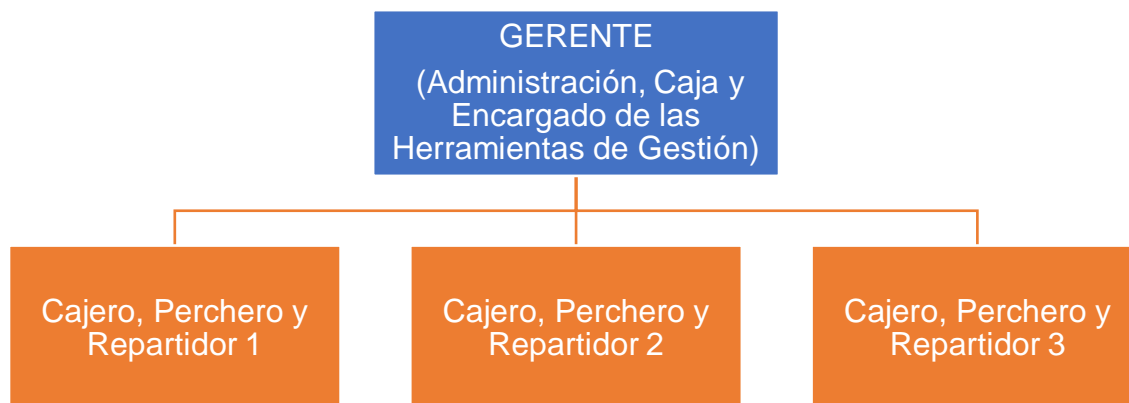 GERENTE
(Administración, Caja y
Encargado de las
Herramientas de Gestión)
Cajero, Perchero y
Repartidor 1
Cajero, Perchero y
Repartidor 2
Cajero, Perchero y
Repartidor 3